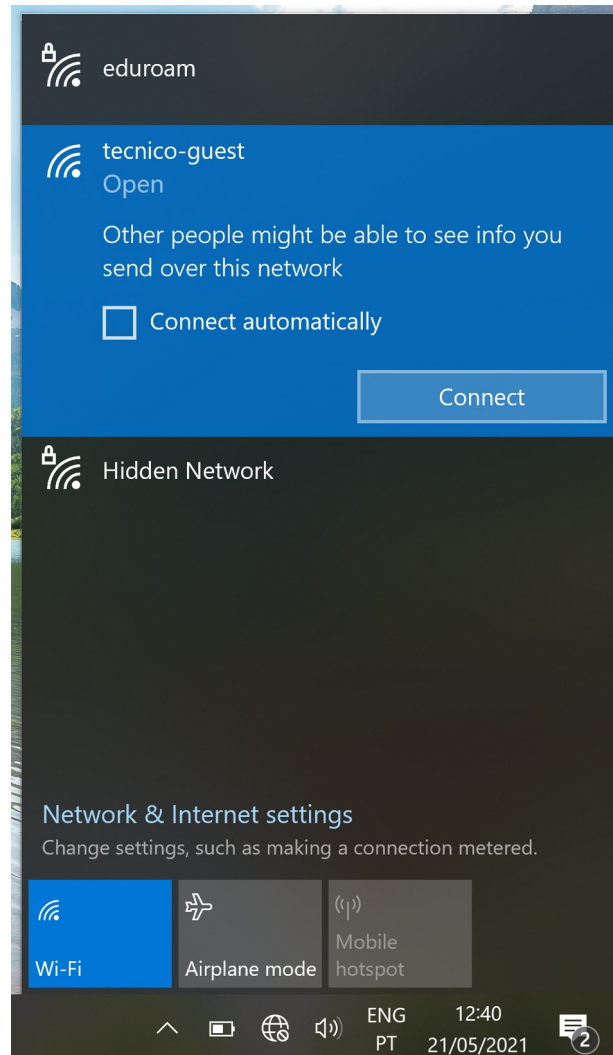 eduroam
tecnico-guest
Open
Other people might be able to see info you
send over this network
Connect automatically
Connect
Hidden Network
Network & Internet settings
Change settings, such as making a connection metered.
Wi-Fi
Airplane mode
Mobile
hotspot
ENG
PT
12:40
21/05/2021
2